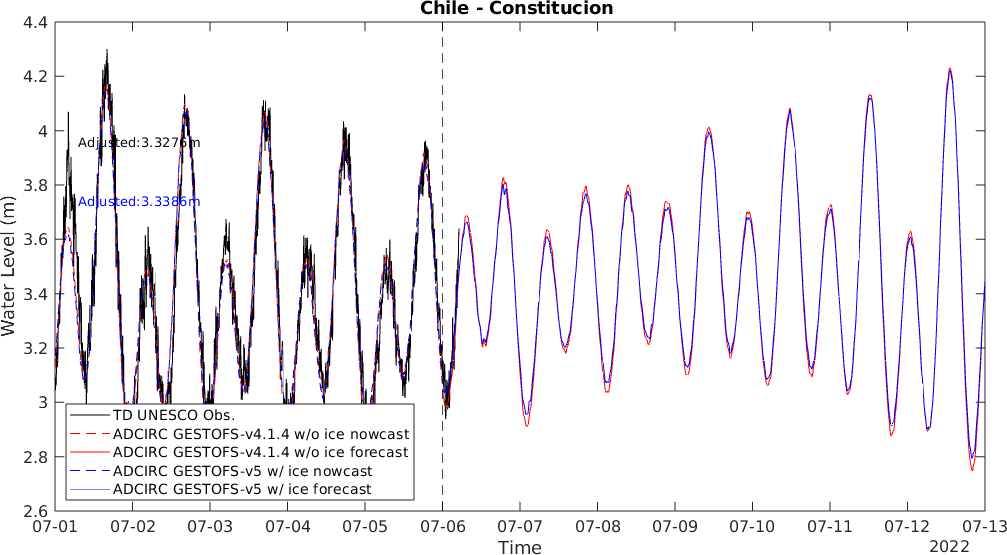 Chile - Constitucion
4.4
4.2
4
3.8
3.6
3.4
3.2
3
2.8
2.6
Water Level (m)
Adjusted:3.3276m
Adjusted:3.3386m
TD UNESCO Obs.
ADCIRC GESTOFS-v4.1.4 w/o ice nowcast
ADCIRC GESTOFS-v4.1.4 w/o ice forecast
ADCIRC GESTOFS-v5 w/ ice nowcast
ADCIRC GESTOFS-v5 w/ ice forecast
07-01 07-02 07-03 07-04 07-05 07-06 07-07 07-08 07-09 07-10 07-11 07-12 07-13
Time
2022